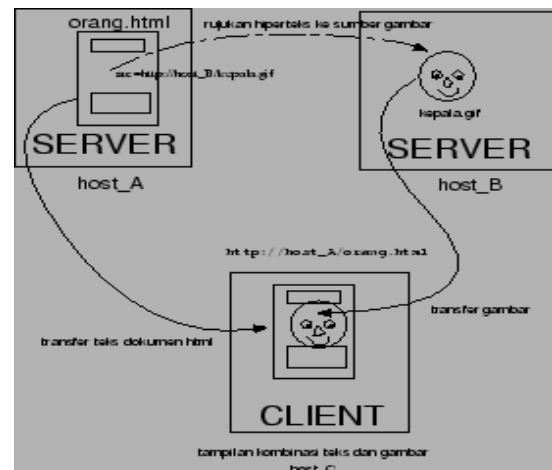 orang.html
rujukan hiperteks ke sumber gambar
src=http://host_B/kepala.gif
kepala.gif
SERVER
SERVER
host_A
host_B
http://host_A/orang.html
transfer gambar
transfer teks dokumen html
CLIENT
tampilan kombinasi teks dan gambar
host_C